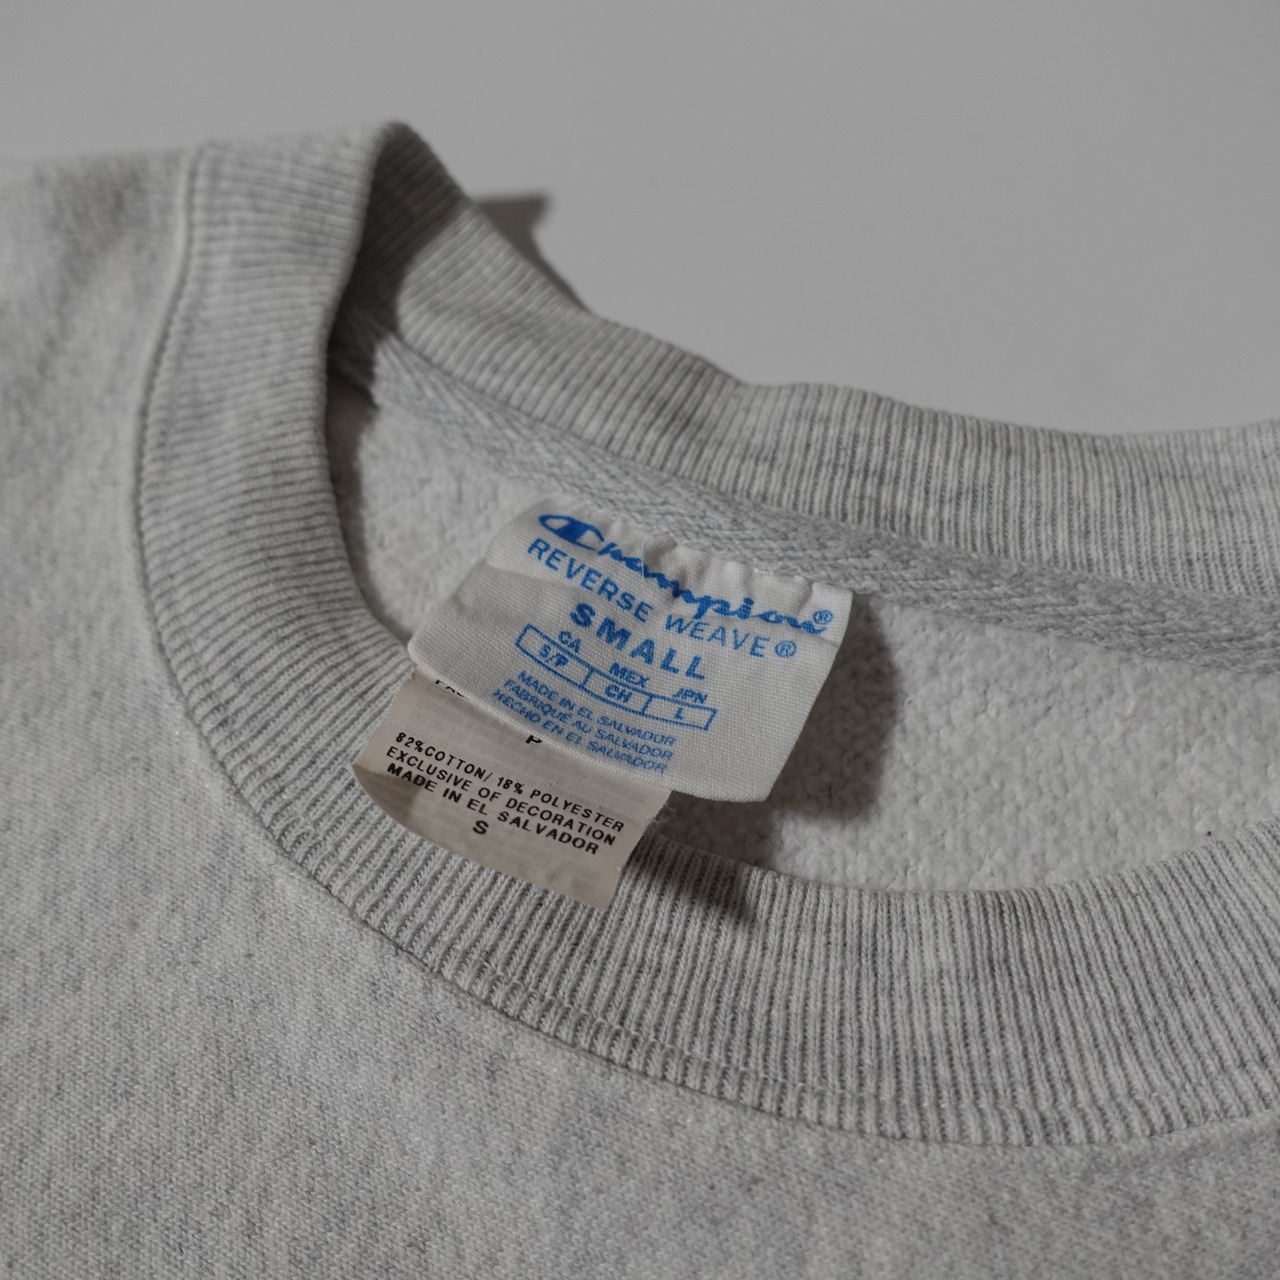 Champion®
REVERSE WEAVE®
SMALL
CA MEX JPN
S/P CH L
MADE IN EL SALVADOR
FABRIQUÉ AU SALVADOR
HECHO EN EL SALVADOR
P
82%COTTON/ 18% POLYESTER
EXCLUSIVE OF DECORATION
MADE IN EL SALVADOR
S